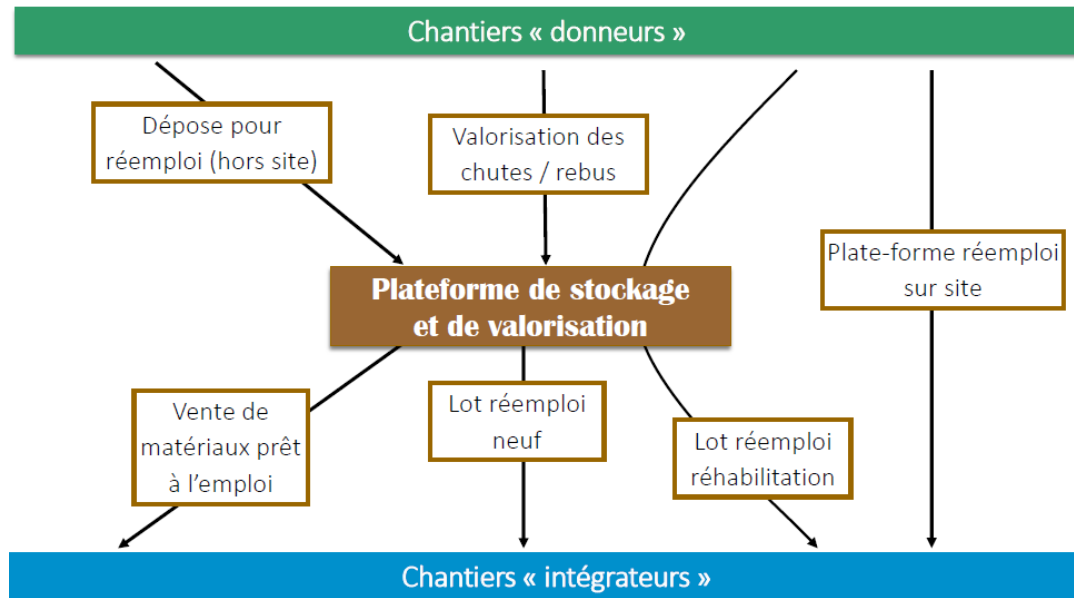 Chantiers « donneurs »
Dépose pour
réemploi (hors site)
Valorisation des
chutes / rebus
Plate-forme réemploi
sur site
Plateforme de stockage
et de valorisation
Vente de
matériaux prêt
à l’emploi
Lot réemploi
neuf
Lot réemploi
réhabilitation
Chantiers « intégrateurs »